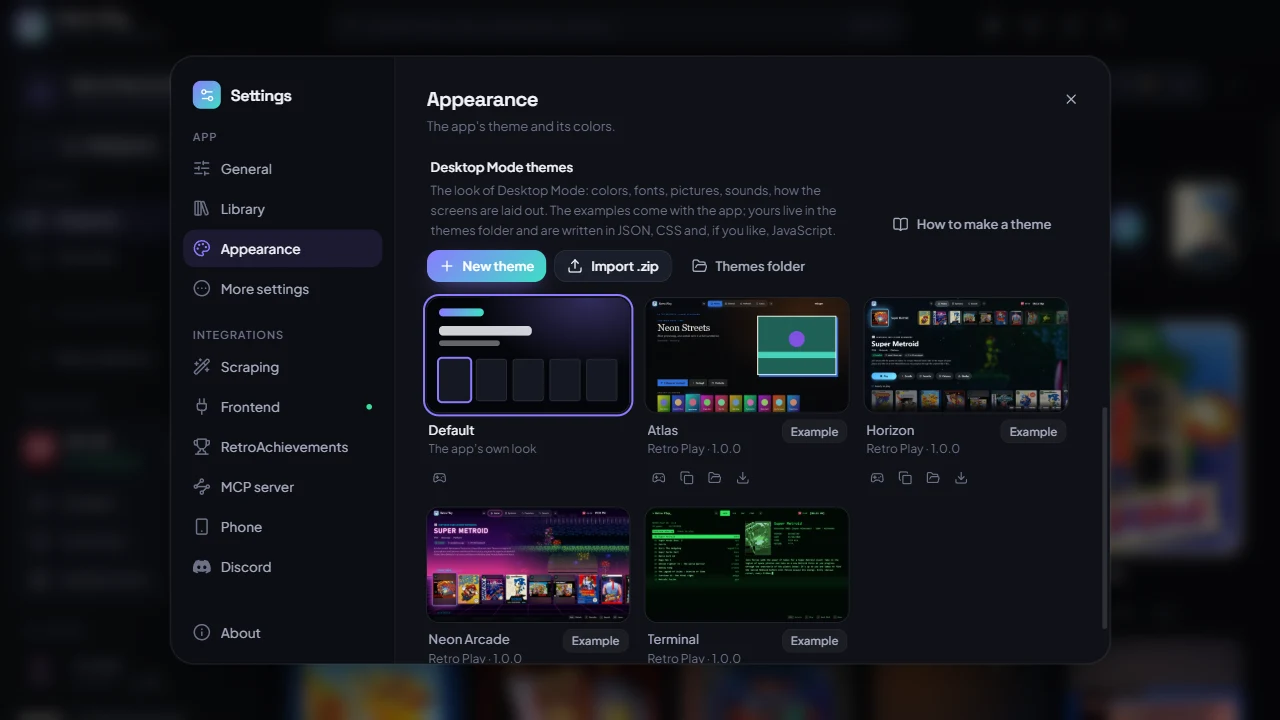 Settings
APP
General
Library
Appearance
More settings
INTEGRATIONS
Scraping
Frontend
RetroAchievements
MCP server
Phone
Discord
About
Appearance
The app's theme and its colors.
Desktop Mode themes
The look of Desktop Mode: colors, fonts, pictures, sounds, how the
screens are laid out. The examples come with the app; yours live in the
themes folder and are written in JSON, CSS and, if you like, JavaScript.
How to make a theme
New theme
Import .zip
Themes folder
Neon Streets
Super Metroid
Default
The app's own look
Atlas
Retro Play · 1.0.0
Example
Horizon
Retro Play · 1.0.0
Example
SUPER METROID
Super Metroid
Neon Arcade
Retro Play · 1.0.0
Example
Terminal
Retro Play · 1.0.0
Example